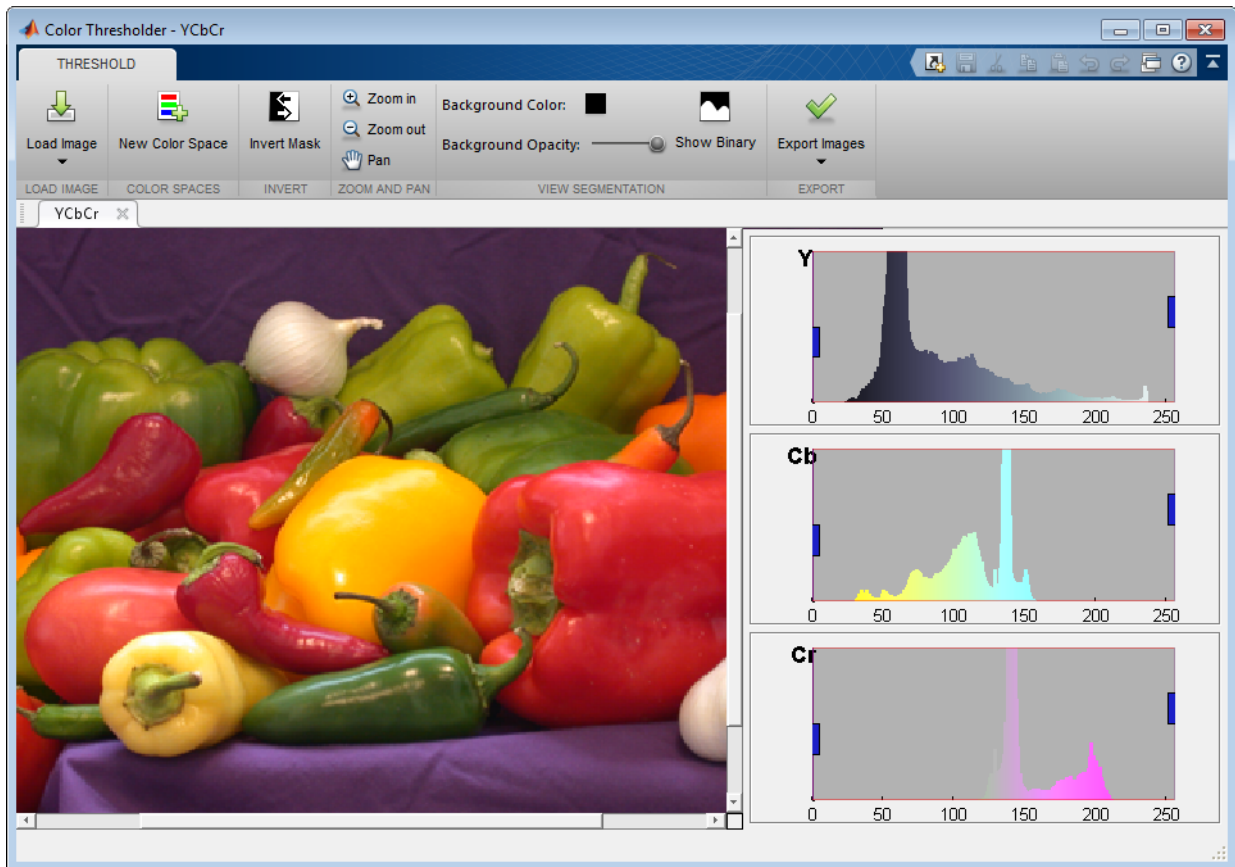 Color Thresholder - YCbCr
THRESHOLD
Load Image
New Color Space
Invert Mask
Zoom in
Zoom out
Pan
Background Color:
Background Opacity:
Show Binary
Export Images
LOAD IMAGE
COLOR SPACES
INVERT
ZOOM AND PAN
VIEW SEGMENTATION
EXPORT
YCbCr
Y
0 50 100 150 200 250
Cb
0 50 100 150 200 250
Cr
0 50 100 150 200 250